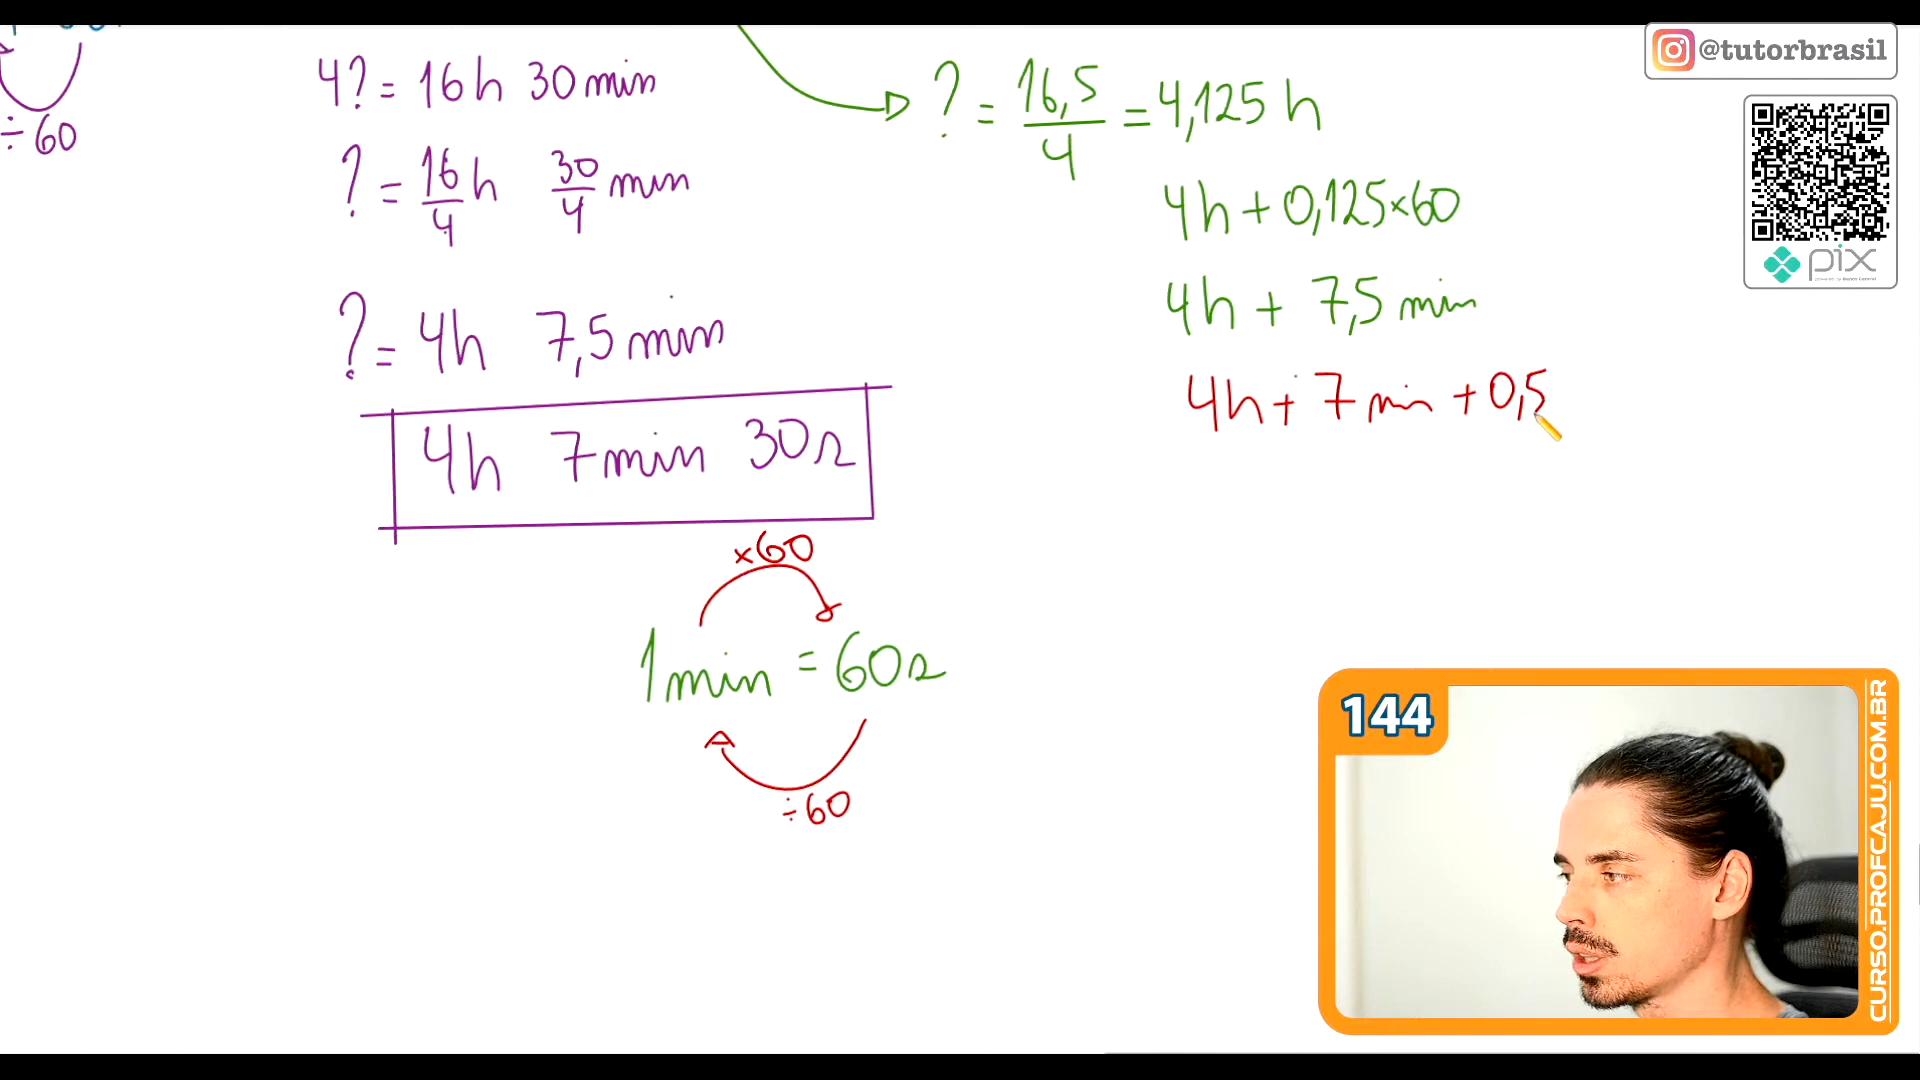 ÷60
4? = 16h 30min
? = 16/4 h 30/4 min
? = 4h 7,5min
4h 7min 30s
×60
1min = 60s
÷60
? = 16,5/4 = 4,125 h
4h + 0,125×60
4h + 7,5 min
4h + 7 min + 0,5
@tutorbrasil
pix
144
CURSO.PROFCAJU.COM.BR